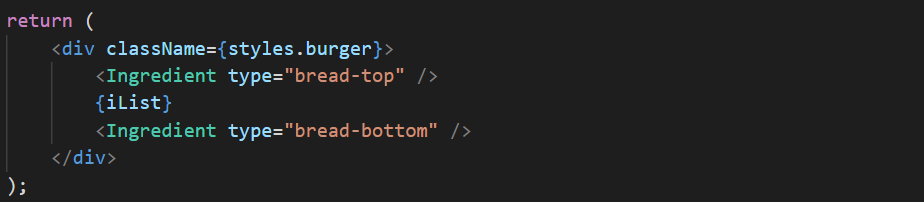 return (
<div className={styles.burger}>
<Ingredient type="bread-top" />
{iList}
<Ingredient type="bread-bottom" />
</div>
);